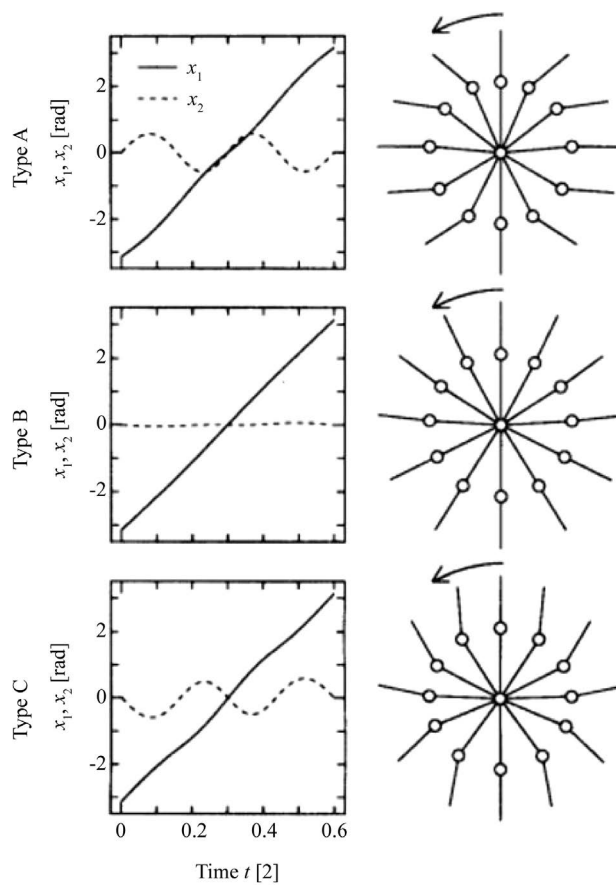 Type A
x1, x2 [rad]
2
0
-2
x1
x2
Type B
x1, x2 [rad]
2
0
-2
Type C
x1, x2 [rad]
2
0
-2
0 0.2 0.4 0.6
Time t [2]